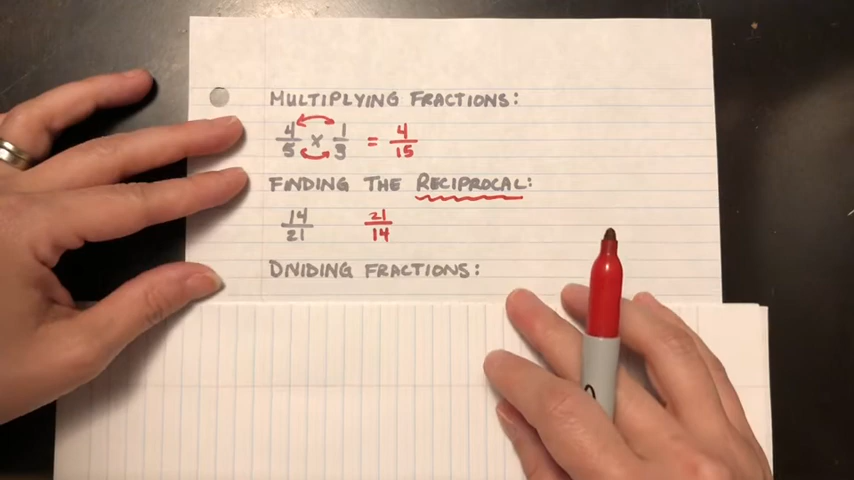 MULTIPLYING FRACTIONS:
4/5 x 1/3 = 4/15
FINDING THE RECIPROCAL:
14/21 21/14
DIVIDING FRACTIONS: